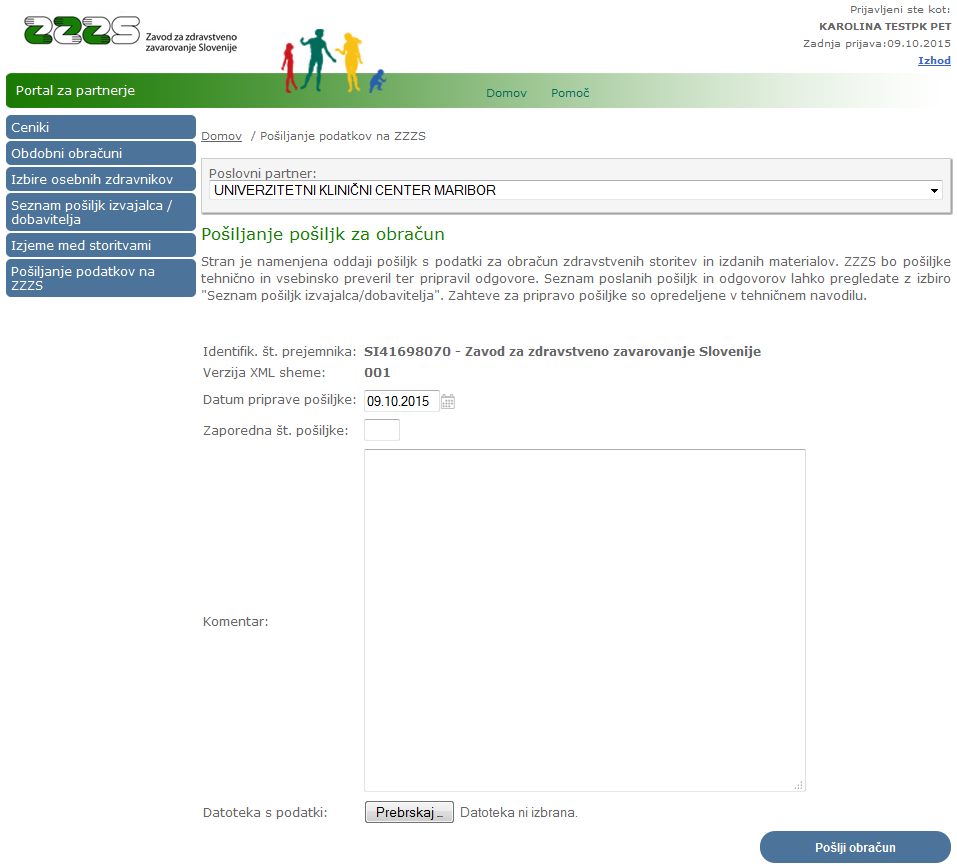 Prijavljeni ste kot:
KAROLINA TESTPK PET
Zadnja prijava:09.10.2015
Izhod
ZZZS
Zavod za zdravstveno
zavarovanje Slovenije
Portal za partnerje
Domov
Pomoč
Ceniki
Obdobni obračuni
Izbire osebnih zdravnikov
Seznam pošiljk izvajalca /
dobavitelja
Izjeme med storitvami
Pošiljanje podatkov na
ZZZS
Domov / Pošiljanje podatkov na ZZZS
Poslovni partner:
UNIVERZITETNI KLINIČNI CENTER MARIBOR
Pošiljanje pošiljk za obračun
Stran je namenjena oddaji pošiljk s podatki za obračun zdravstvenih storitev in izdanih materialov. ZZZS bo pošiljke
tehnično in vsebinsko preveril ter pripravil odgovore. Seznam poslanih pošiljk in odgovorov lahko pregledate z izbiro
"Seznam pošiljk izvajalca/dobavitelja". Zahteve za pripravo pošiljke so opredeljene v tehničnem navodilu.
Identifik. št. prejemnika: SI41698070 - Zavod za zdravstveno zavarovanje Slovenije
Verzija XML sheme: 001
Datum priprave pošiljke: 09.10.2015
Zaporedna št. pošiljke:
Komentar:
Datoteka s podatki: Prebrskaj... Datoteka ni izbrana.
Pošlji obračun